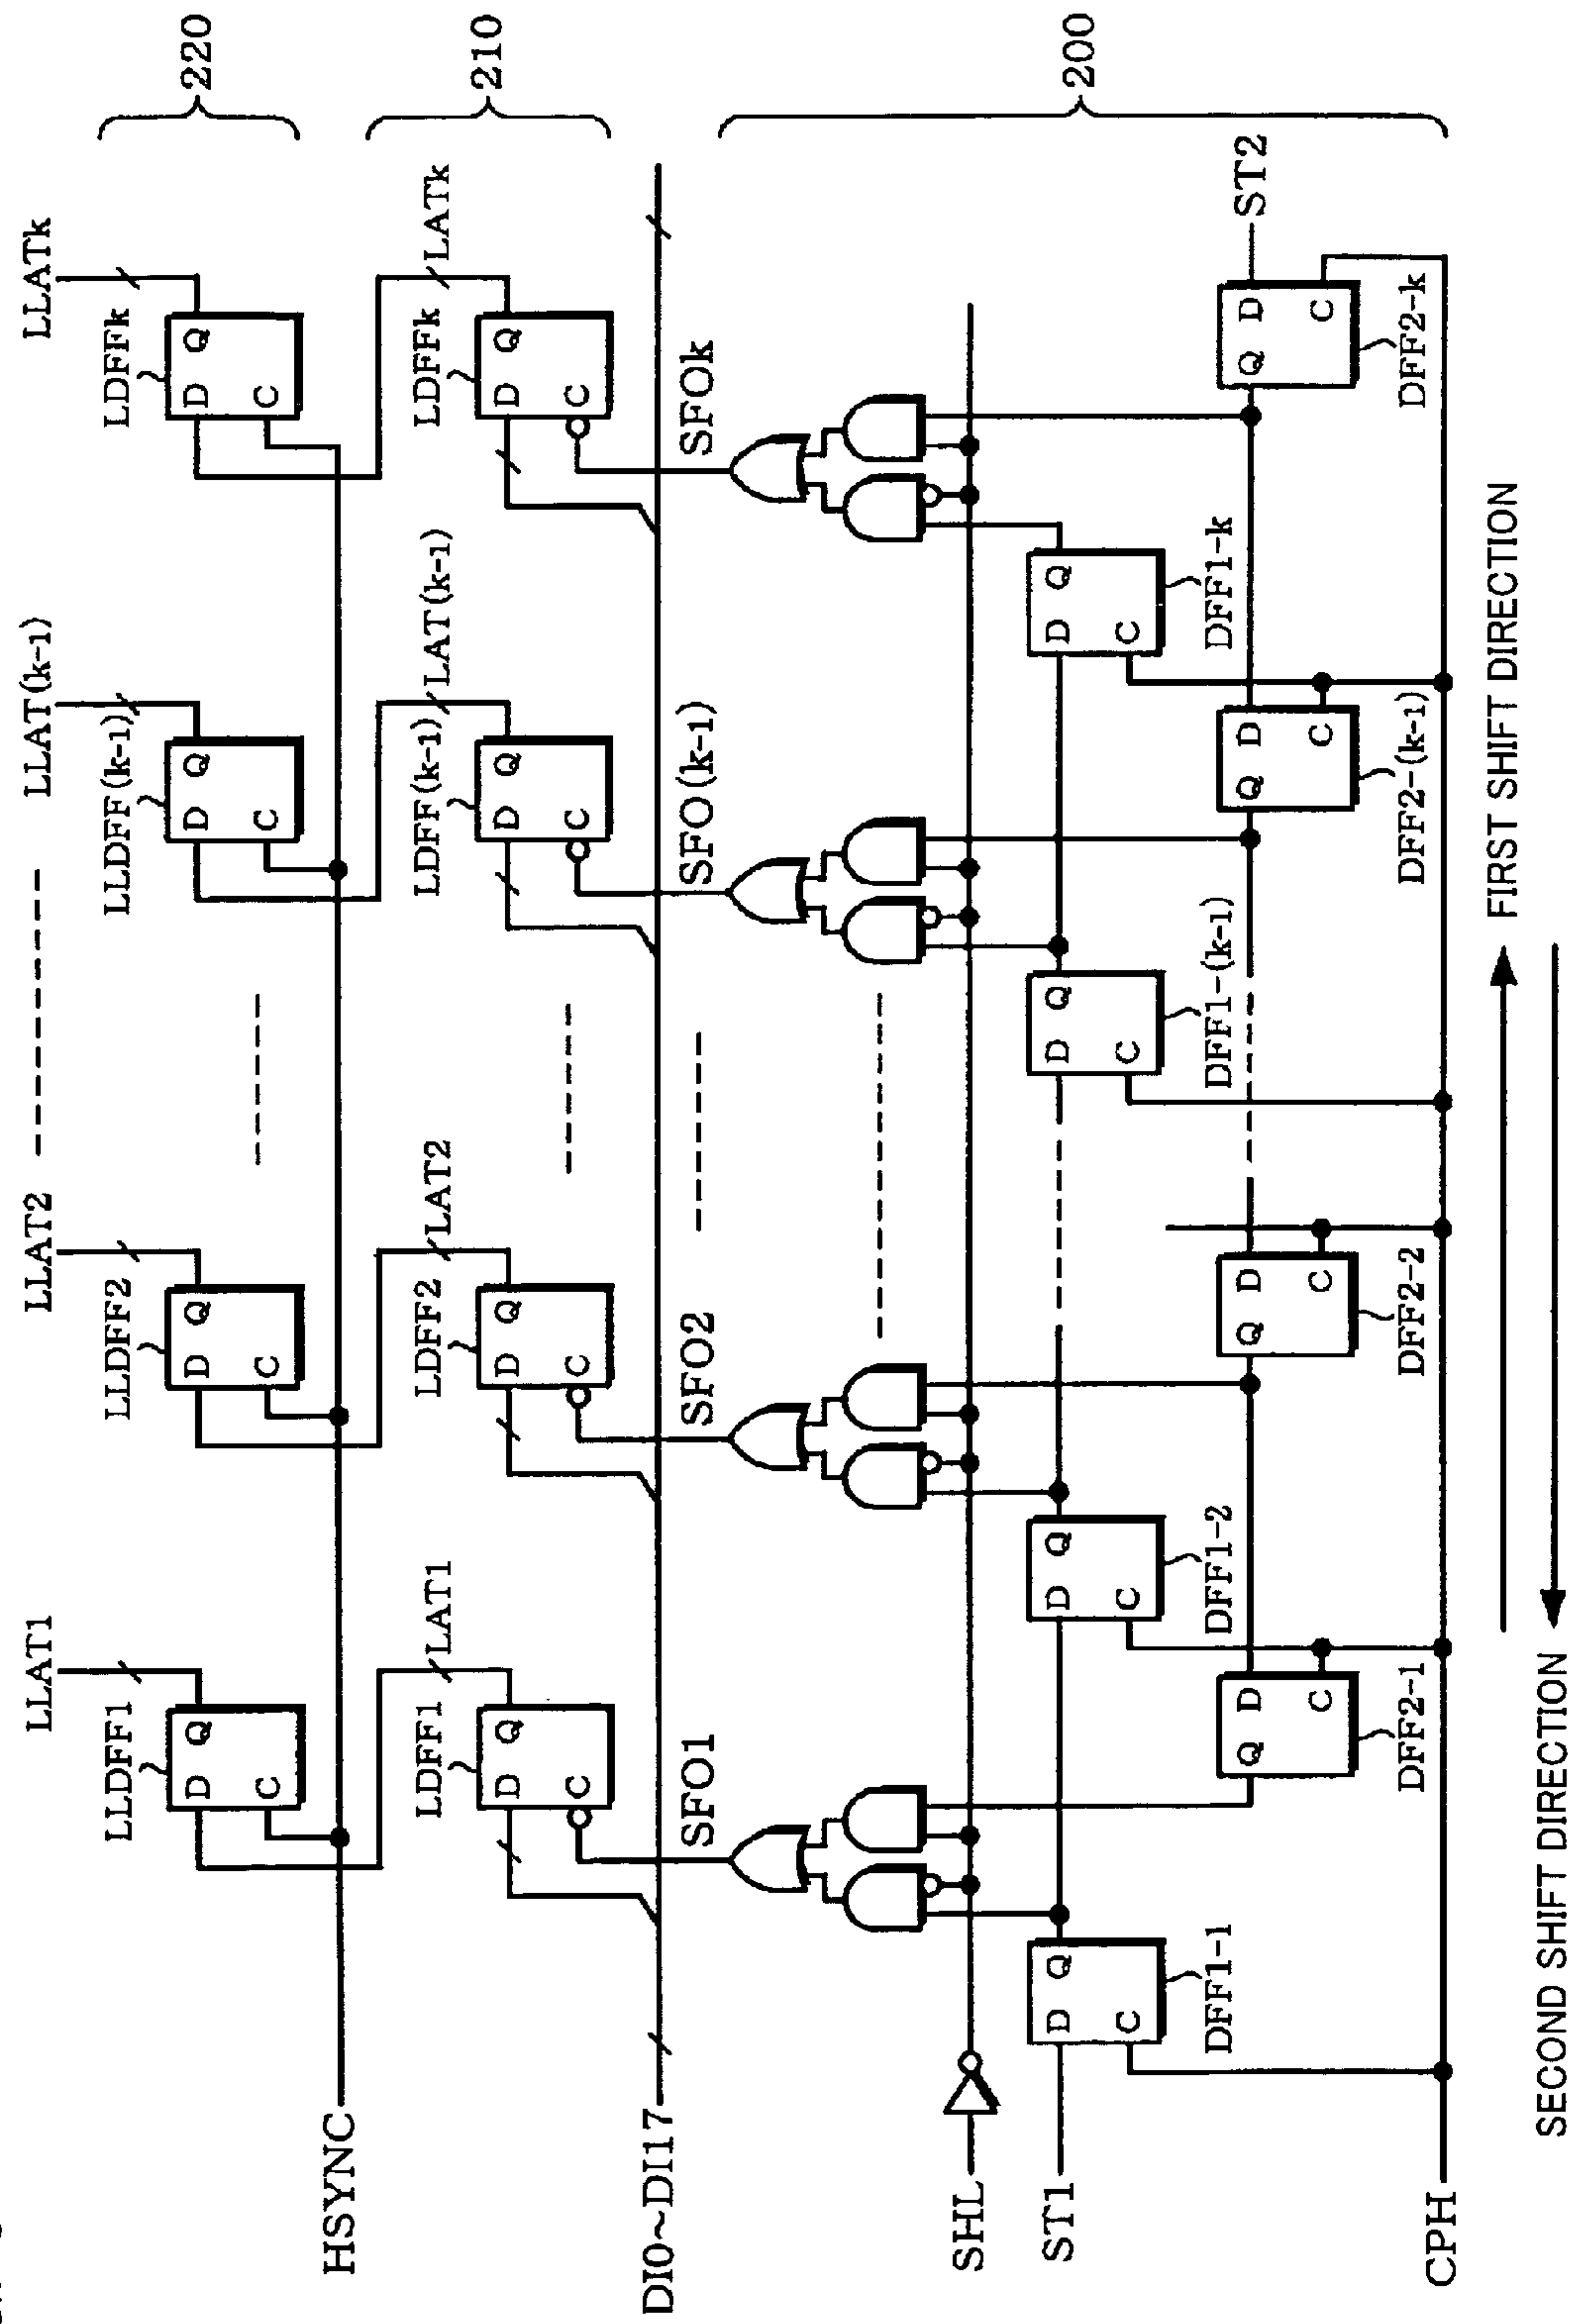 LLAT1
LLAT2
LLAT(k-1)
LLATk
LLDFF1
LLDFF2
LLDFF(k-1)
LDFFk
D Q
C
D Q
C
D Q
C
D Q
C
220
HSYNC
LAT1
LAT2
LAT(k-1)
LATk
LDFF1
LDFF2
LDFF(k-1)
LDFFk
D Q
C
D Q
C
D Q
C
D Q
C
210
DI0~DI17
SFO1
SFO2
SFO(k-1)
SFOk
SHL
200
ST1
D Q
C
D Q
C
D Q
C
D Q
C
DFF1-1
DFF1-2
DFF1-(k-1)
DFF1-k
Q D
C
Q D
C
Q D
C
Q D
C
ST2
DFF2-1
DFF2-2
DFF2-(k-1)
DFF2-k
CPH
FIRST SHIFT DIRECTION
SECOND SHIFT DIRECTION